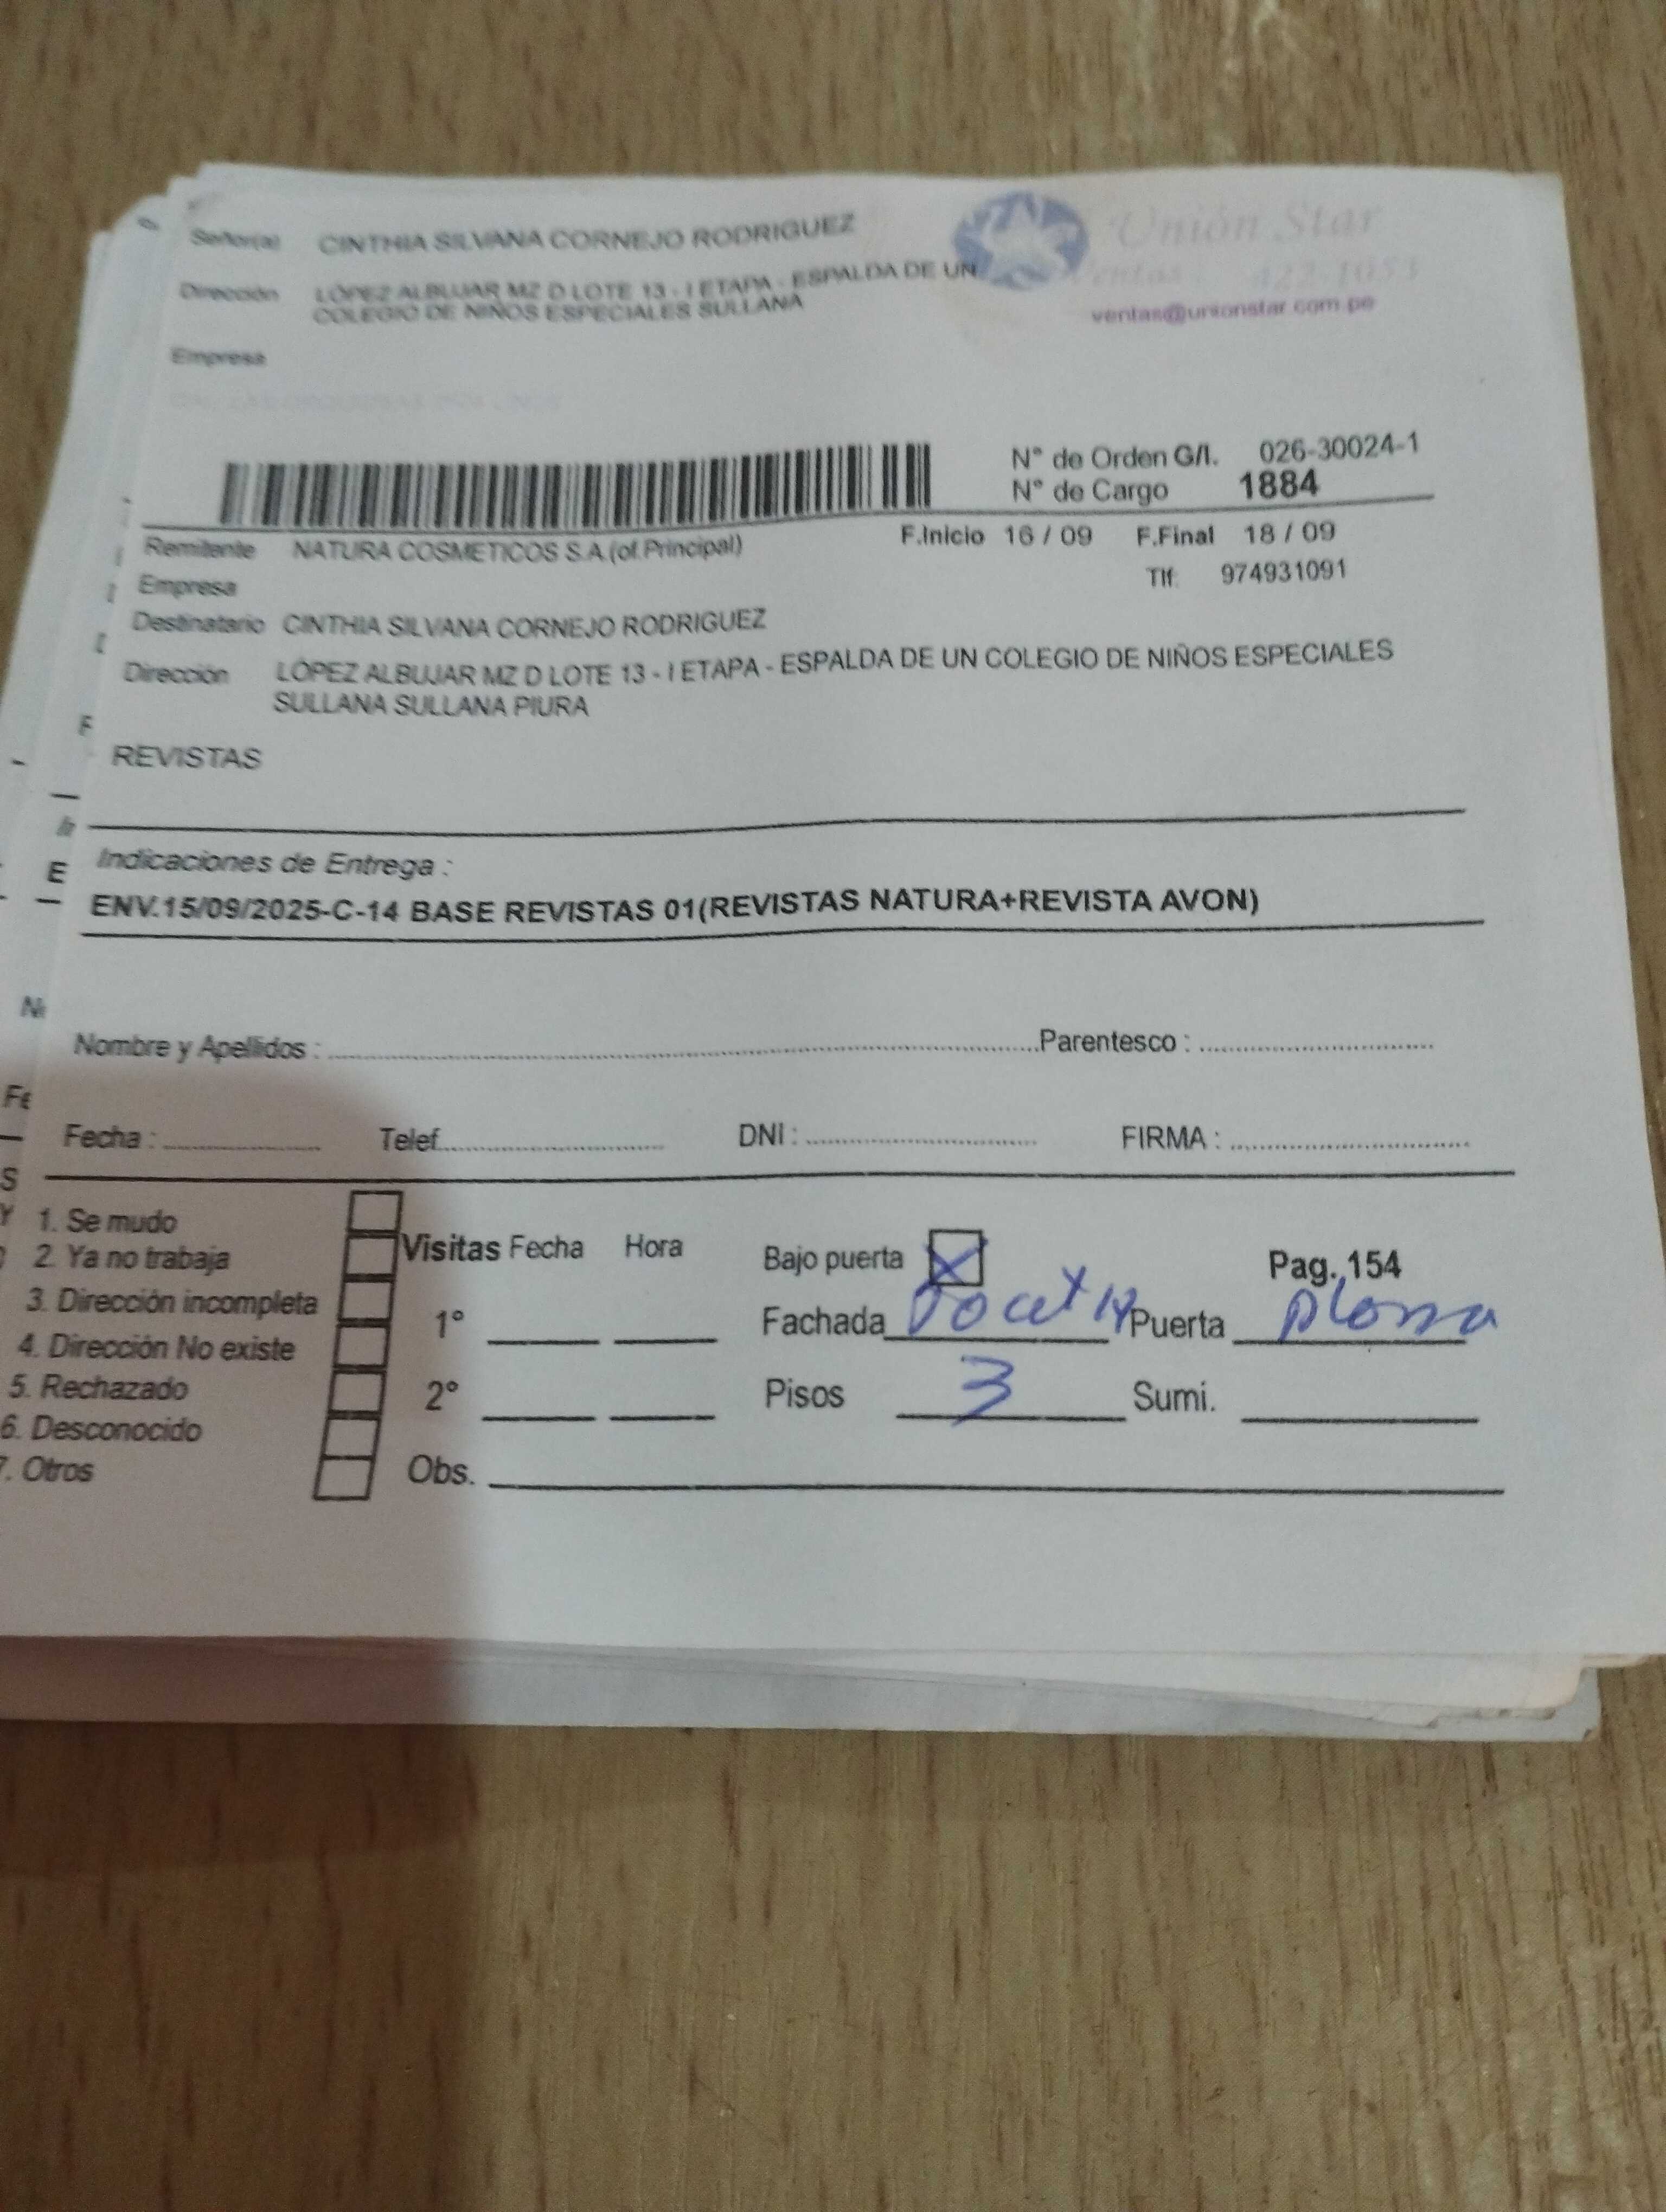 Señor(a) CINTHIA SILVANA CORNEJO RODRIGUEZ
Unión Star
Dirección LÓPEZ ALBUJAR MZ D LOTE 13 - I ETAPA - ESPALDA DE UN
COLEGIO DE NIÑOS ESPECIALES SULLANA
Ventas 422-1053
ventas@unionstar.com.pe
Empresa
N° de Orden G/I. 026-30024-1
N° de Cargo 1884
Remitente NATURA COSMETICOS S.A.(of.Principal)
F.Inicio 16 / 09 F.Final 18 / 09
Empresa
Tlf: 974931091
Destinatario CINTHIA SILVANA CORNEJO RODRIGUEZ
Dirección LÓPEZ ALBUJAR MZ D LOTE 13 - I ETAPA - ESPALDA DE UN COLEGIO DE NIÑOS ESPECIALES
SULLANA SULLANA PIURA
REVISTAS
Indicaciones de Entrega :
ENV.15/09/2025-C-14 BASE REVISTAS 01(REVISTAS NATURA+REVISTA AVON)
Nombre y Apellidos : Parentesco :
Fecha : Telef. DNI : FIRMA :
1. Se mudo
2. Ya no trabaja
3. Dirección incompleta
4. Dirección No existe
5. Rechazado
6. Desconocido
7. Otros
Visitas Fecha Hora
1°
2°
Obs.
Bajo puerta X Pag. 154
Fachada Puerta
Pisos 3 Sumi.